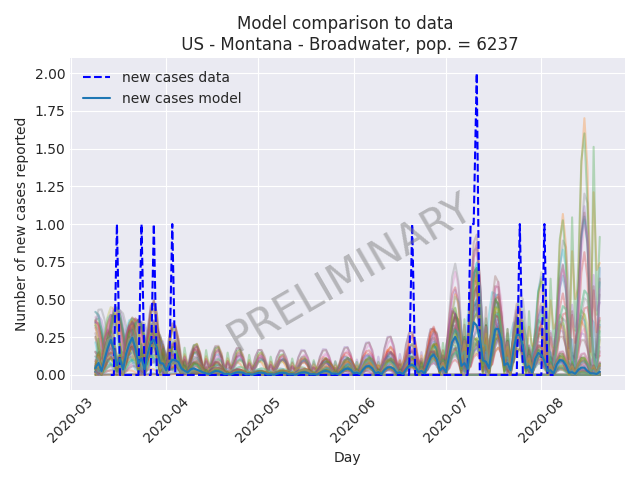 Model comparison to data
US - Montana - Broadwater, pop. = 6237
new cases data
new cases model
2.00
1.75
1.50
1.25
1.00
0.75
0.50
0.25
0.00
Number of new cases reported
PRELIMINARY
2020-03
2020-04
2020-05
2020-06
2020-07
2020-08
Day